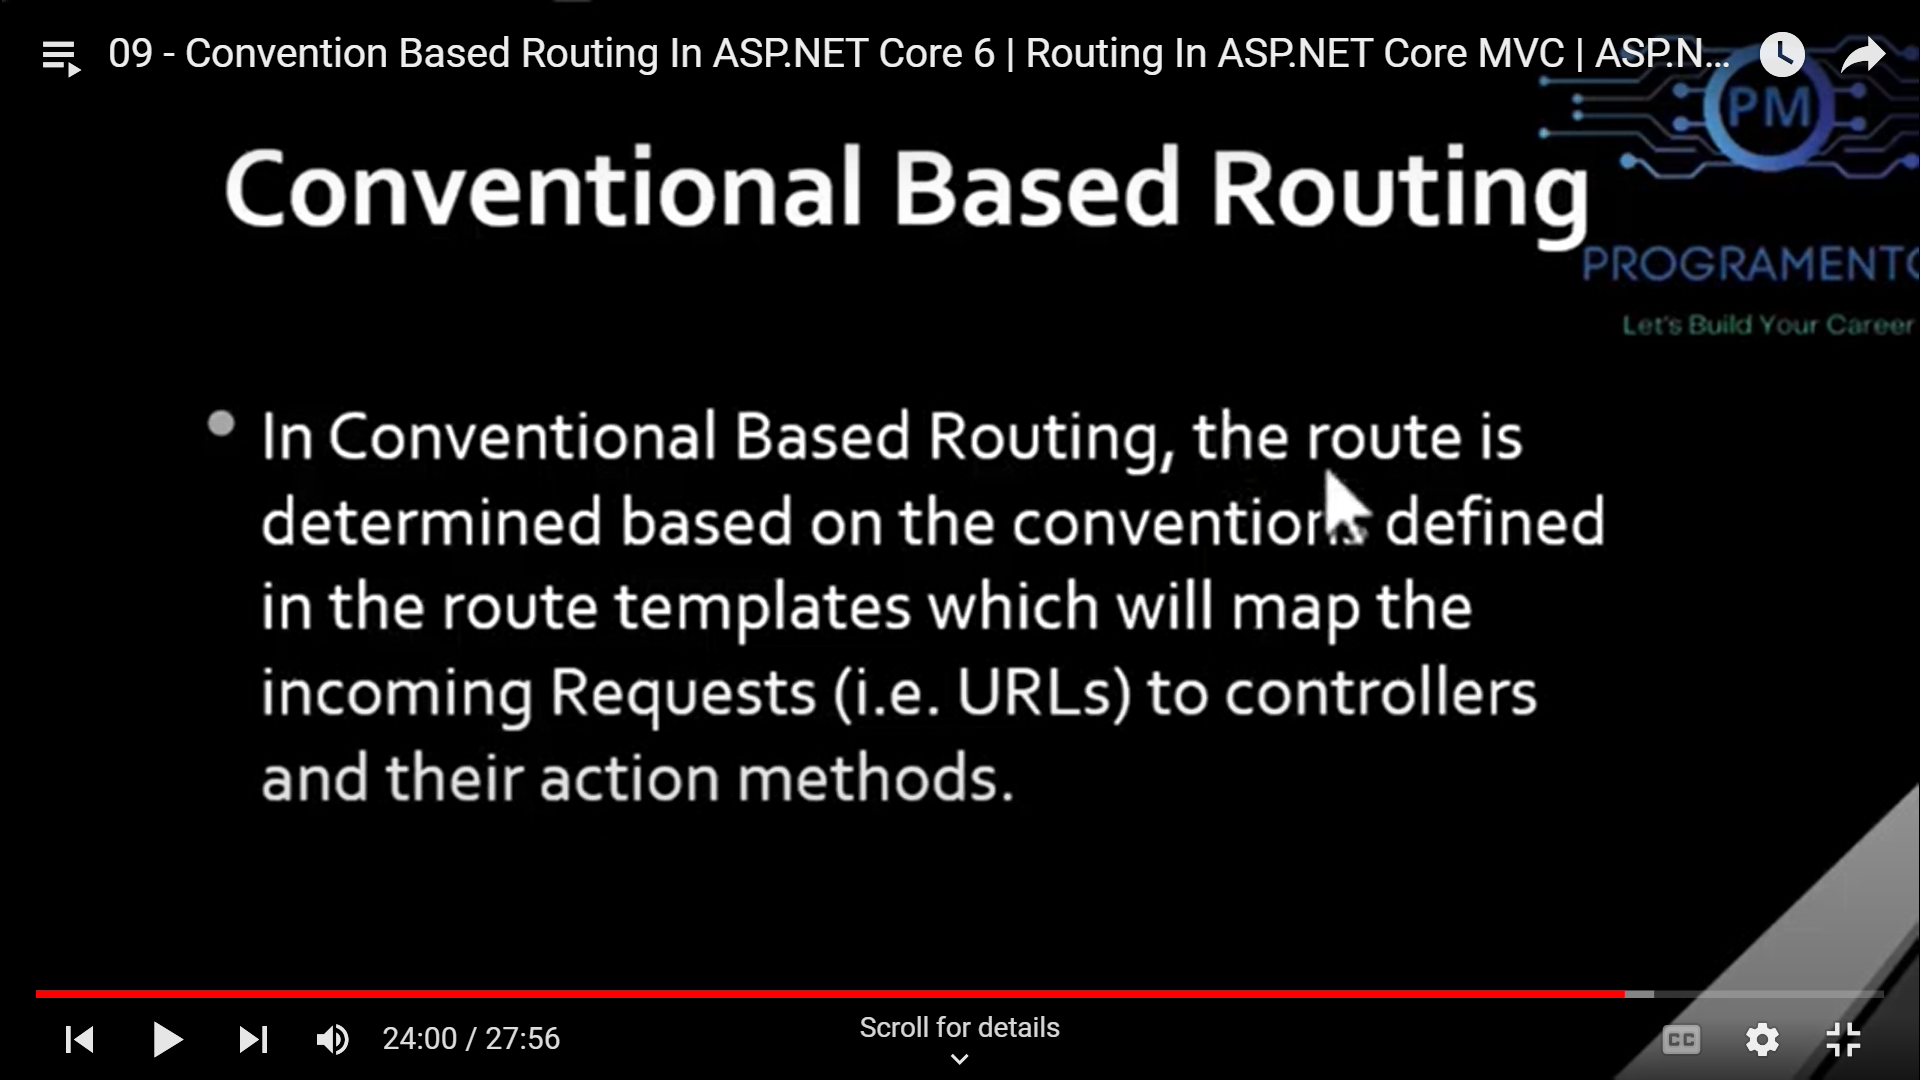 09 - Convention Based Routing In ASP.NET Core 6 | Routing In ASP.NET Core MVC | ASP.N...
PM
Conventional Based Routing
PROGRAMENTO
Let's Build Your Career
In Conventional Based Routing, the route is
determined based on the conventions defined
in the route templates which will map the
incoming Requests (i.e. URLs) to controllers
and their action methods.
24:00 / 27:56
Scroll for details
CC